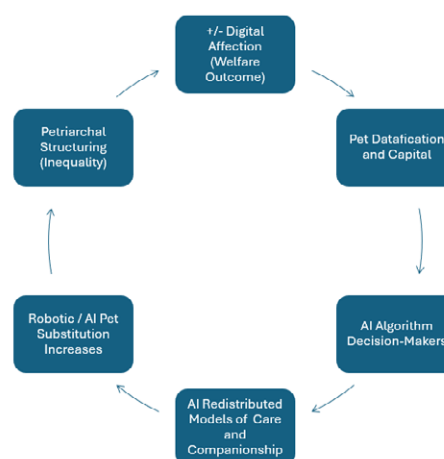 +/- Digital
Affection
(Welfare
Outcome)
Pet Datafication
and Capital
AI Algorithm
Decision-Makers
AI Redistributed
Models of Care
and
Companionship
Robotic / AI Pet
Substitution
Increases
Petriarchal
Structuring
(Inequality)